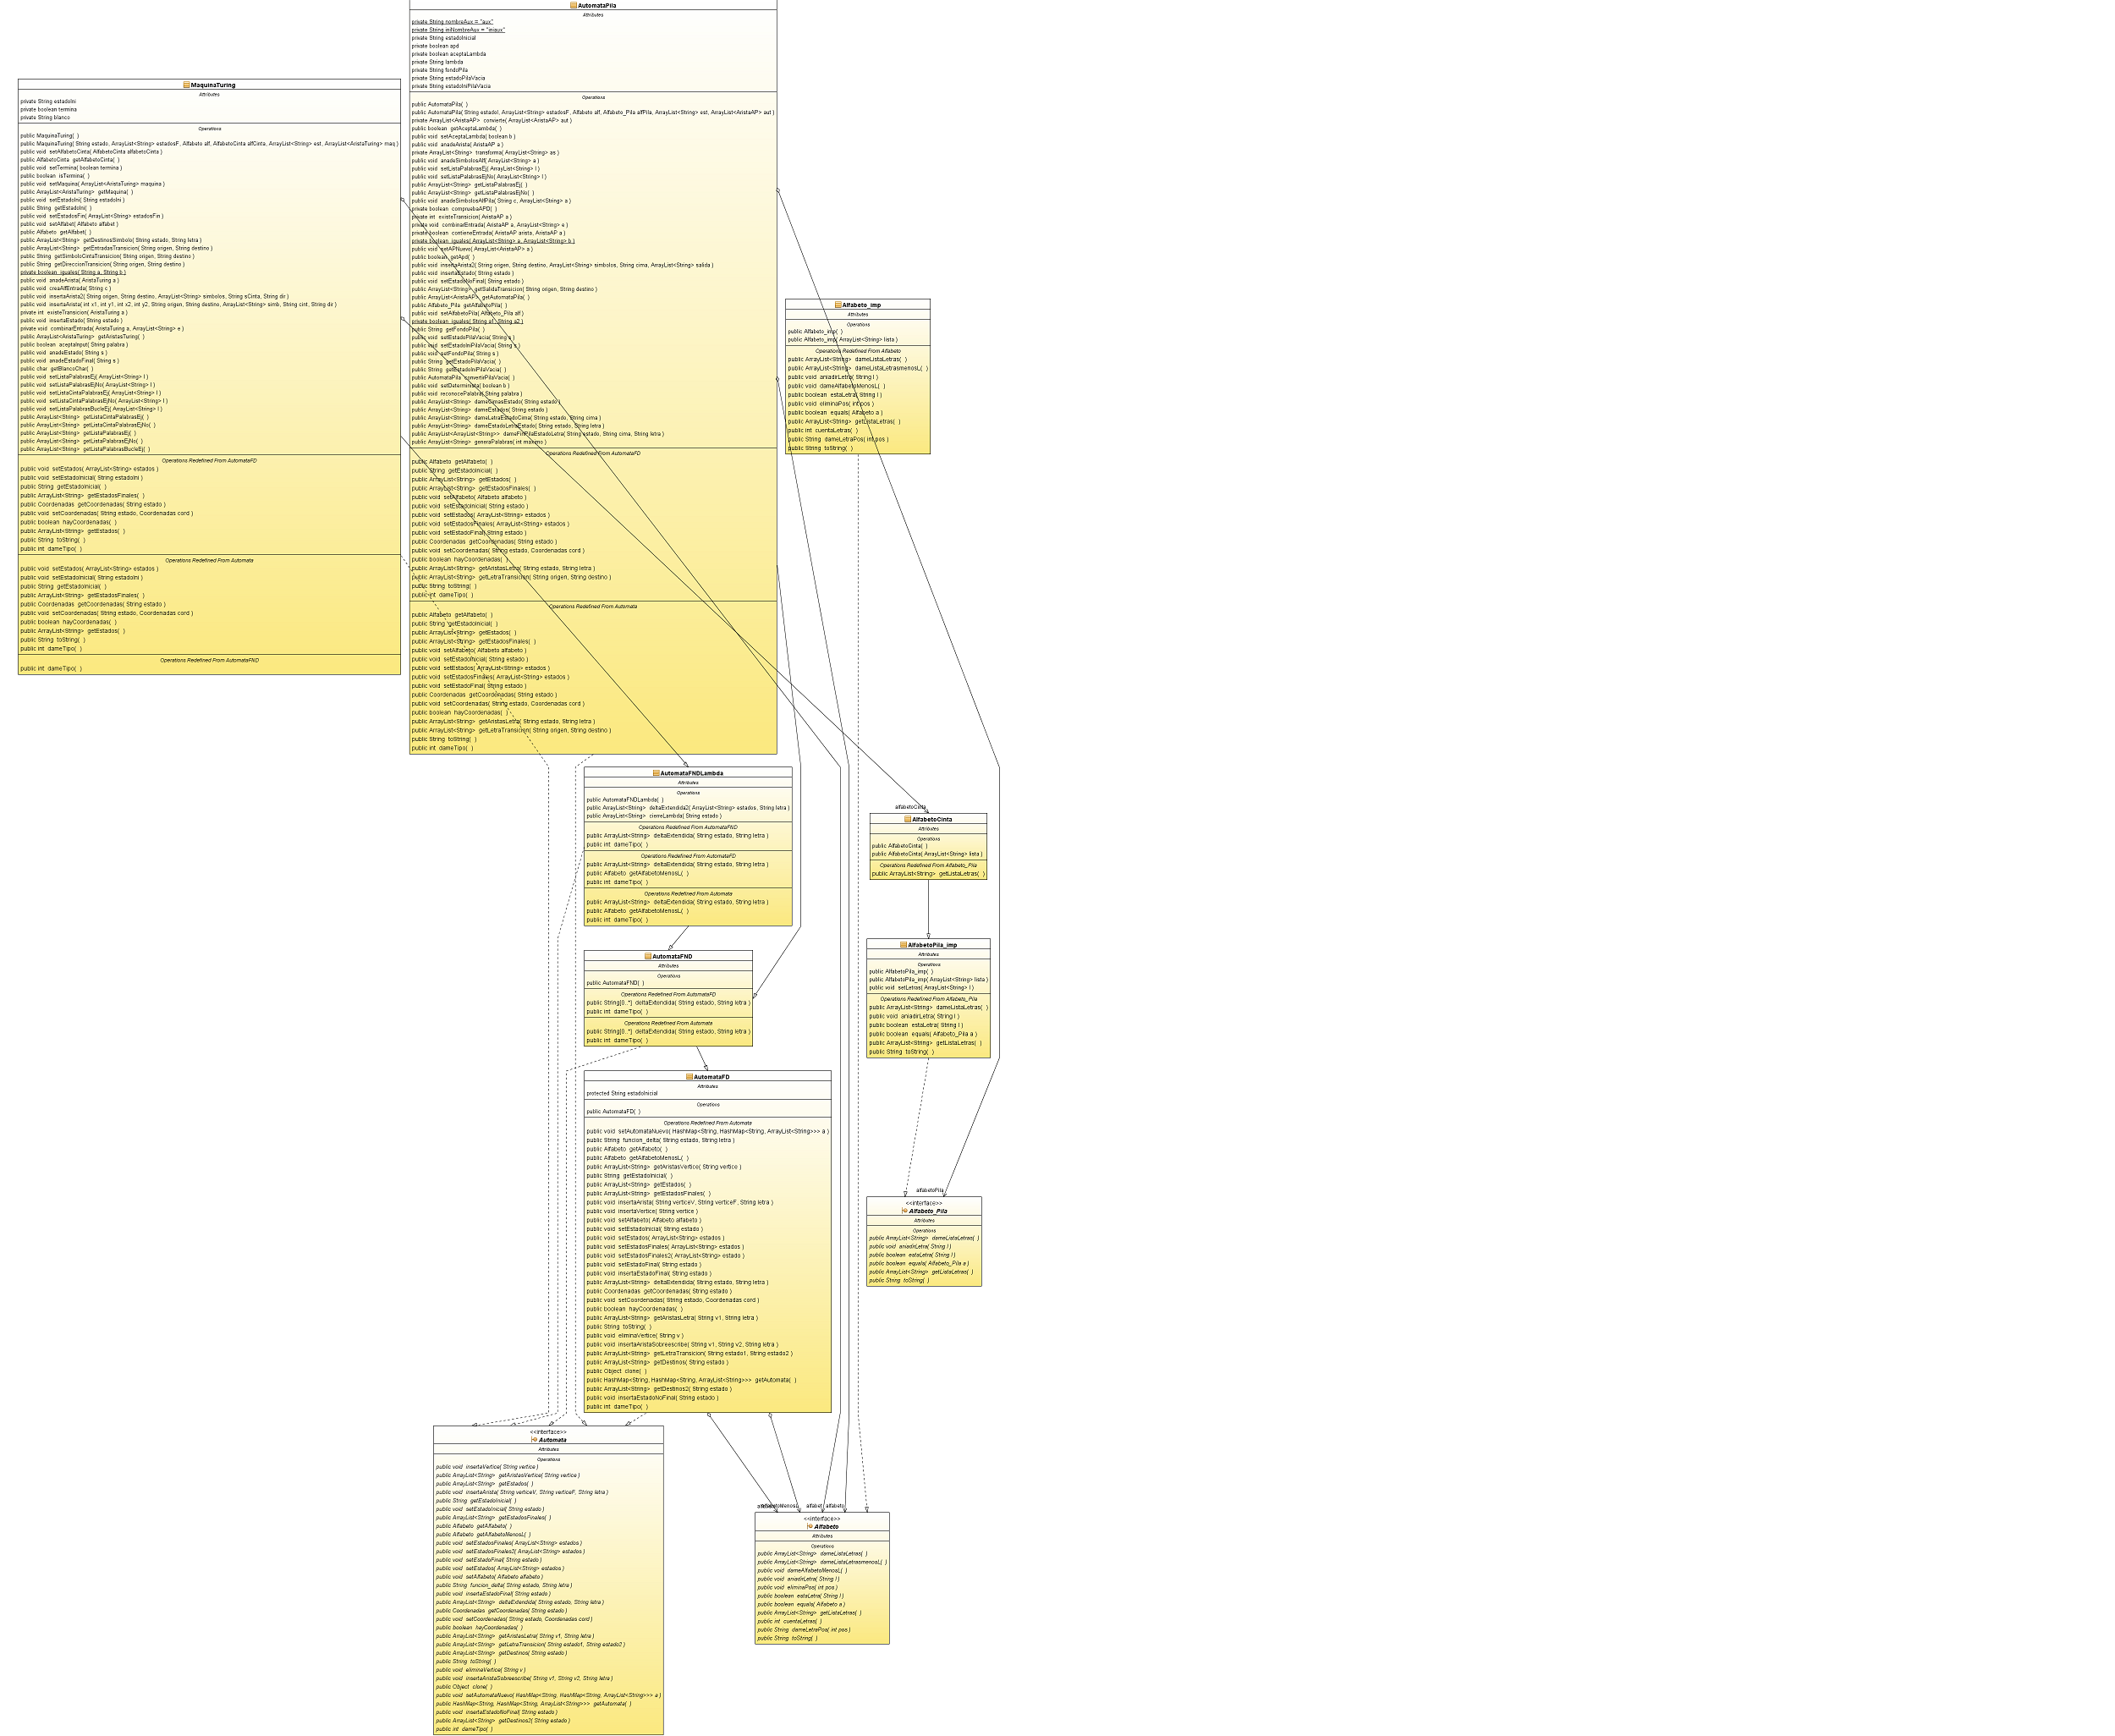 MaquinaTuring
Attributes
private String estadoIni
private boolean termina
private String blanco
Operations
public MaquinaTuring( )
public MaquinaTuring( String estado, ArrayList<String> estadosF, Alfabeto alf, AlfabetoCinta alfCinta, ArrayList<String> est, ArrayList<AristaTuring> maq )
public void setAlfabetoCinta( AlfabetoCinta alfabetoCinta )
public AlfabetoCinta getAlfabetoCinta( )
public void setTermina( boolean termina )
public boolean isTermina( )
public void setMaquina( ArrayList<AristaTuring> maquina )
public ArrayList<AristaTuring> getMaquina( )
public void setEstadoIni( String estadoIni )
public String getEstadoIni( )
public void setEstadosFin( ArrayList<String> estadosFin )
public void setAlfabet( Alfabeto alfabet )
public Alfabeto getAlfabet( )
public ArrayList<String> getDestinosSimbolo( String estado, String letra )
public ArrayList<String> getEntradasTransicion( String origen, String destino )
public String getSimboloCintaTransicion( String origen, String destino )
public String getDireccionTransicion( String origen, String destino )
private boolean iguales( String a, String b )
public void anadeArista( AristaTuring a )
public void creaAlfEntrada( String c )
public void insertaArista2( String origen, String destino, ArrayList<String> simbolos, String sCinta, String dir )
public void insertaArista( int x1, int y1, int x2, int y2, String origen, String destino, ArrayList<String> simb, String cint, String dir )
private int existeTransicion( AristaTuring a )
public void insertaEstado( String estado )
private void combinarEntrada( AristaTuring a, ArrayList<String> e )
public ArrayList<AristaTuring> getAristasTuring( )
public boolean aceptaInput( String palabra )
public void anadeEstado( String s )
public void anadeEstadoFinal( String s )
public char getBlancoChar( )
public void setListaPalabrasEj( ArrayList<String> l )
public void setListaPalabrasEjNo( ArrayList<String> l )
public void setListaCintaPalabrasEj( ArrayList<String> l )
public void setListaCintaPalabrasEjNo( ArrayList<String> l )
public void setListaPalabrasBucleEj( ArrayList<String> l )
public ArrayList<String> getListaCintaPalabrasEj( )
public ArrayList<String> getListaCintaPalabrasEjNo( )
public ArrayList<String> getListaPalabrasEj( )
public ArrayList<String> getListaPalabrasEjNo( )
public ArrayList<String> getListaPalabrasBucleEj( )
Operations Redefined From AutomataFD
public void setEstados( ArrayList<String> estados )
public void setEstadoInicial( String estadoIni )
public String getEstadoInicial( )
public ArrayList<String> getEstadosFinales( )
public Coordenadas getCoordenadas( String estado )
public void setCoordenadas( String estado, Coordenadas cord )
public boolean hayCoordenadas( )
public ArrayList<String> getEstados( )
public String toString( )
public int dameTipo( )
Operations Redefined From Automata
public void setEstados( ArrayList<String> estados )
public void setEstadoInicial( String estadoIni )
public String getEstadoInicial( )
public ArrayList<String> getEstadosFinales( )
public Coordenadas getCoordenadas( String estado )
public void setCoordenadas( String estado, Coordenadas cord )
public boolean hayCoordenadas( )
public ArrayList<String> getEstados( )
public String toString( )
public int dameTipo( )
Operations Redefined From AutomataFND
public int dameTipo( )
AutomataPila
Attributes
private String nombreAux = "aux"
private String iniNombreAux = "iniaux"
private String estadoInicial
private boolean apd
private boolean aceptaLambda
private String lambda
private String fondoPila
private String estadoPilaVacia
private String estadoIniPilaVacia
Operations
public AutomataPila( )
public AutomataPila( String estadoI, ArrayList<String> estadosF, Alfabeto alf, Alfabeto_Pila alfPila, ArrayList<String> est, ArrayList<AristaAP> aut )
private ArrayList<AristaAP> convierte( ArrayList<AristaAP> aut )
public boolean getAceptaLambda( )
public void setAceptaLambda( boolean b )
public void anadeArista( AristaAP a )
private ArrayList<String> transforma( ArrayList<String> as )
public void anadeSimbolosAlf( ArrayList<String> a )
public void setListaPalabrasEj( ArrayList<String> l )
public void setListaPalabrasEjNo( ArrayList<String> l )
public ArrayList<String> getListaPalabrasEj( )
public ArrayList<String> getListaPalabrasEjNo( )
public void anadeSimbolosAlfPila( String c, ArrayList<String> a )
private boolean compruebaAPD( )
private int existeTransicion( AristaAP a )
private void combinarEntrada( AristaAP a, ArrayList<String> e )
private boolean contieneEntrada( AristaAP arista, AristaAP a )
private boolean iguales( ArrayList<String> a, ArrayList<String> b )
public void getAPNuevo( ArrayList<AristaAP> a )
public boolean getApd( )
public void insertaArista2( String origen, String destino, ArrayList<String> simbolos, String cima, ArrayList<String> salida )
public void insertaEstado( String estado )
public void setEstadoNoFinal( String estado )
public ArrayList<String> getSalidaTransicion( String origen, String destino )
public ArrayList<AristaAP> getAutomataPila( )
public Alfabeto_Pila getAlfabetoPila( )
public void setAlfabetoPila( Alfabeto_Pila alf )
private boolean iguales( String a1, String a2 )
public String getFondoPila( )
public void setEstadoPilaVacia( String s )
public void setEstadoIniPilaVacia( String s )
public void setFondoPila( String s )
public String getEstadoPilaVacia( )
public String getEstadoIniPilaVacia( )
public AutomataPila convertirPilaVacia( )
public void setDeterminista( boolean b )
public void reconocePalabra( String palabra )
public ArrayList<String> dameCimasEstado( String estado )
public ArrayList<String> dameEstados( String estado )
public ArrayList<String> dameLetraEstadoCima( String estado, String cima )
public ArrayList<String> dameEstadoLetraEstado( String estado, String letra )
public ArrayList<ArrayList<String>> dameFinPilaEstadoLetra( String estado, String cima, String letra )
public ArrayList<String> generaPalabras( int maximo )
Operations Redefined From AutomataFD
public Alfabeto getAlfabeto( )
public String getEstadoInicial( )
public ArrayList<String> getEstados( )
public ArrayList<String> getEstadosFinales( )
public void setAlfabeto( Alfabeto alfabeto )
public void setEstadoInicial( String estado )
public void setEstados( ArrayList<String> estados )
public void setEstadosFinales( ArrayList<String> estados )
public void setEstadoFinal( String estado )
public Coordenadas getCoordenadas( String estado )
public void setCoordenadas( String estado, Coordenadas cord )
public boolean hayCoordenadas( )
public ArrayList<String> getAristasLetra( String estado, String letra )
public ArrayList<String> getLetraTransicion( String origen, String destino )
public String toString( )
public int dameTipo( )
Operations Redefined From Automata
public Alfabeto getAlfabeto( )
public String getEstadoInicial( )
public ArrayList<String> getEstados( )
public ArrayList<String> getEstadosFinales( )
public void setAlfabeto( Alfabeto alfabeto )
public void setEstadoInicial( String estado )
public void setEstados( ArrayList<String> estados )
public void setEstadosFinales( ArrayList<String> estados )
public void setEstadoFinal( String estado )
public Coordenadas getCoordenadas( String estado )
public void setCoordenadas( String estado, Coordenadas cord )
public boolean hayCoordenadas( )
public ArrayList<String> getAristasLetra( String estado, String letra )
public ArrayList<String> getLetraTransicion( String origen, String destino )
public String toString( )
public int dameTipo( )
Alfabeto_imp
Attributes
Operations
public Alfabeto_imp( )
public Alfabeto_imp( ArrayList<String> lista )
Operations Redefined From Alfabeto
public ArrayList<String> dameListaLetras( )
public ArrayList<String> dameListaLetrasmenosL( )
public void aniadirLetra( String l )
public void dameAlfabetoMenosL( )
public boolean estaLetra( String l )
public void eliminaPos( int pos )
public boolean equals( Alfabeto a )
public ArrayList<String> getListaLetras( )
public int cuentaLetras( )
public String dameLetraPos( int pos )
public String toString( )
AutomataFNDLambda
Attributes
Operations
public AutomataFNDLambda( )
public ArrayList<String> deltaExtendida2( ArrayList<String> estados, String letra )
public ArrayList<String> cierreLambda( String estado )
Operations Redefined From AutomataFND
public ArrayList<String> deltaExtendida( String estado, String letra )
public int dameTipo( )
Operations Redefined From AutomataFD
public ArrayList<String> deltaExtendida( String estado, String letra )
public Alfabeto getAlfabetoMenosL( )
public int dameTipo( )
Operations Redefined From Automata
public ArrayList<String> deltaExtendida( String estado, String letra )
public Alfabeto getAlfabetoMenosL( )
public int dameTipo( )
alfabetoCinta
AlfabetoCinta
Attributes
Operations
public AlfabetoCinta( )
public AlfabetoCinta( ArrayList<String> lista )
Operations Redefined From Alfabeto_Pila
public ArrayList<String> getListaLetras( )
AutomataFND
Attributes
Operations
public AutomataFND( )
Operations Redefined From AutomataFD
public String[0..*] deltaExtendida( String estado, String letra )
public int dameTipo( )
Operations Redefined From Automata
public String[0..*] deltaExtendida( String estado, String letra )
public int dameTipo( )
AlfabetoPila_imp
Attributes
Operations
public AlfabetoPila_imp( )
public AlfabetoPila_imp( ArrayList<String> lista )
public void setLetras( ArrayList<String> l )
Operations Redefined From Alfabeto_Pila
public ArrayList<String> dameListaLetras( )
public void aniadirLetra( String l )
public boolean estaLetra( String l )
public boolean equals( Alfabeto_Pila a )
public ArrayList<String> getListaLetras( )
public String toString( )
AutomataFD
Attributes
protected String estadoInicial
Operations
public AutomataFD( )
Operations Redefined From Automata
public void setAutomataNuevo( HashMap<String, HashMap<String, ArrayList<String>>> a )
public String funcion_delta( String estado, String letra )
public Alfabeto getAlfabeto( )
public Alfabeto getAlfabetoMenosL( )
public ArrayList<String> getAristasVertice( String vertice )
public String getEstadoInicial( )
public ArrayList<String> getEstados( )
public ArrayList<String> getEstadosFinales( )
public void insertaArista( String verticeV, String verticeF, String letra )
public void insertaVertice( String vertice )
public void setAlfabeto( Alfabeto alfabeto )
public void setEstadoInicial( String estado )
public void setEstados( ArrayList<String> estados )
public void setEstadosFinales( ArrayList<String> estados )
public void setEstadosFinales2( ArrayList<String> estado )
public void setEstadoFinal( String estado )
public void insertaEstadoFinal( String estado )
public ArrayList<String> deltaExtendida( String estado, String letra )
public Coordenadas getCoordenadas( String estado )
public void setCoordenadas( String estado, Coordenadas cord )
public boolean hayCoordenadas( )
public ArrayList<String> getAristasLetra( String v1, String letra )
public String toString( )
public void eliminaVertice( String v )
public void insertaAristaSobreescribe( String v1, String v2, String letra )
public ArrayList<String> getLetraTransicion( String estado1, String estado2 )
public ArrayList<String> getDestinos( String estado )
public Object clone( )
public HashMap<String, HashMap<String, ArrayList<String>>> getAutomata( )
public ArrayList<String> getDestinos2( String estado )
public void insertaEstadoNoFinal( String estado )
public int dameTipo( )
alfabetoPila
<<interface>>
Alfabeto_Pila
Attributes
Operations
public ArrayList<String> dameListaLetras( )
public void aniadirLetra( String l )
public boolean estaLetra( String l )
public boolean equals( Alfabeto_Pila a )
public ArrayList<String> getListaLetras( )
public String toString( )
<<interface>>
Automata
Attributes
Operations
public void insertaVertice( String vertice )
public ArrayList<String> getAristasVertice( String vertice )
public ArrayList<String> getEstados( )
public void insertaArista( String verticeV, String verticeF, String letra )
public String getEstadoInicial( )
public void setEstadoInicial( String estado )
public ArrayList<String> getEstadosFinales( )
public Alfabeto getAlfabeto( )
public Alfabeto getAlfabetoMenosL( )
public void setEstadosFinales( ArrayList<String> estados )
public void setEstadosFinales2( ArrayList<String> estados )
public void setEstadoFinal( String estado )
public void setEstados( ArrayList<String> estados )
public void setAlfabeto( Alfabeto alfabeto )
public String funcion_delta( String estado, String letra )
public void insertaEstadoFinal( String estado )
public ArrayList<String> deltaExtendida( String estado, String letra )
public Coordenadas getCoordenadas( String estado )
public void setCoordenadas( String estado, Coordenadas cord )
public boolean hayCoordenadas( )
public ArrayList<String> getAristasLetra( String v1, String letra )
public ArrayList<String> getLetraTransicion( String estado1, String estado2 )
public ArrayList<String> getDestinos( String estado )
public String toString( )
public void eliminaVertice( String v )
public void insertaAristaSobreescribe( String v1, String v2, String letra )
public Object clone( )
public void setAutomataNuevo( HashMap<String, HashMap<String, ArrayList<String>>> a )
public HashMap<String, HashMap<String, ArrayList<String>>> getAutomata( )
public void insertaEstadoNoFinal( String estado )
public ArrayList<String> getDestinos2( String estado )
public int dameTipo( )
alfabet alfabeto
<<interface>>
Alfabeto
Attributes
Operations
public ArrayList<String> dameListaLetras( )
public ArrayList<String> dameListaLetrasmenosL( )
public void dameAlfabetoMenosL( )
public void aniadirLetra( String l )
public void eliminaPos( int pos )
public boolean estaLetra( String l )
public boolean equals( Alfabeto a )
public ArrayList<String> getListaLetras( )
public int cuentaLetras( )
public String dameLetraPos( int pos )
public String toString( )